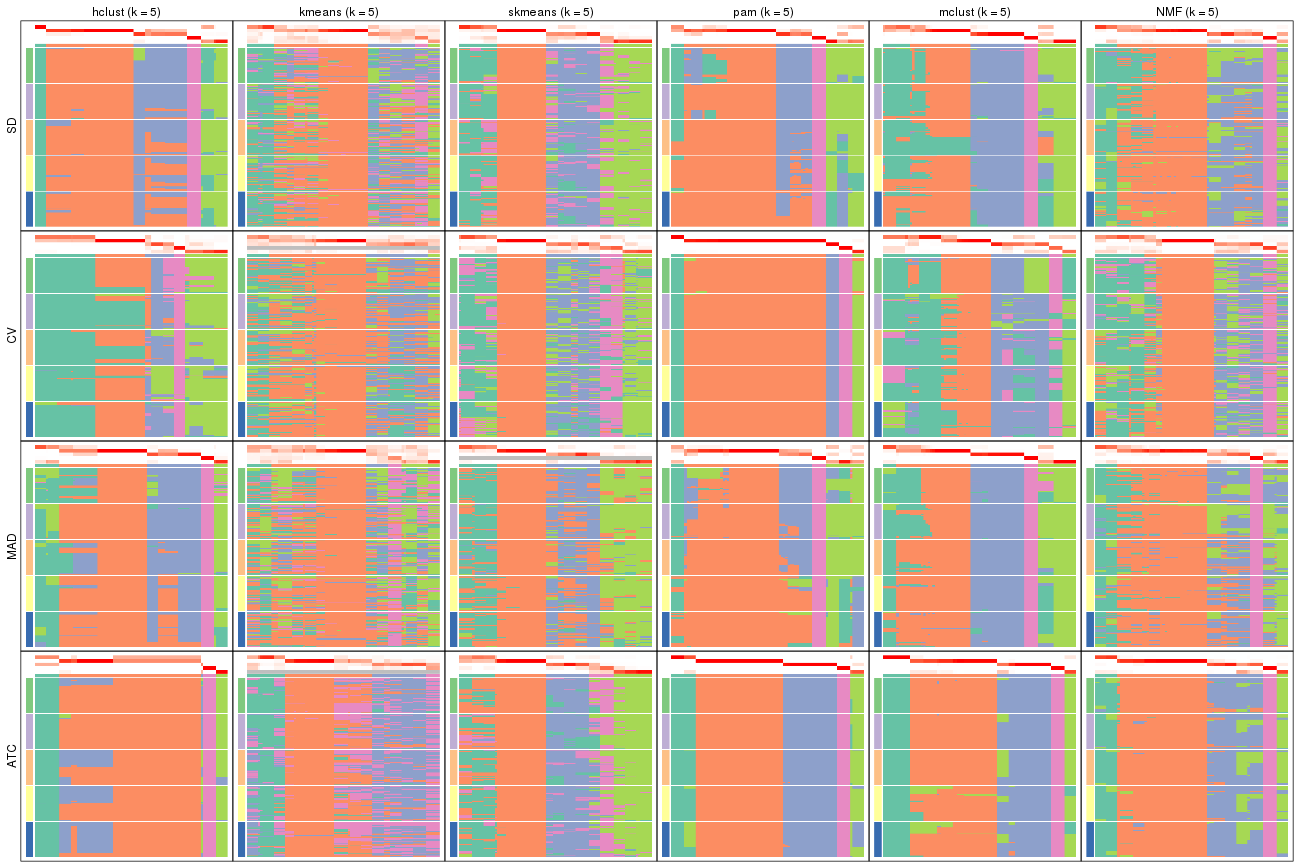 hclust (k = 5) kmeans (k = 5) skmeans (k = 5) pam (k = 5) mclust (k = 5) NMF (k = 5)
SD
CV
MAD
ATC